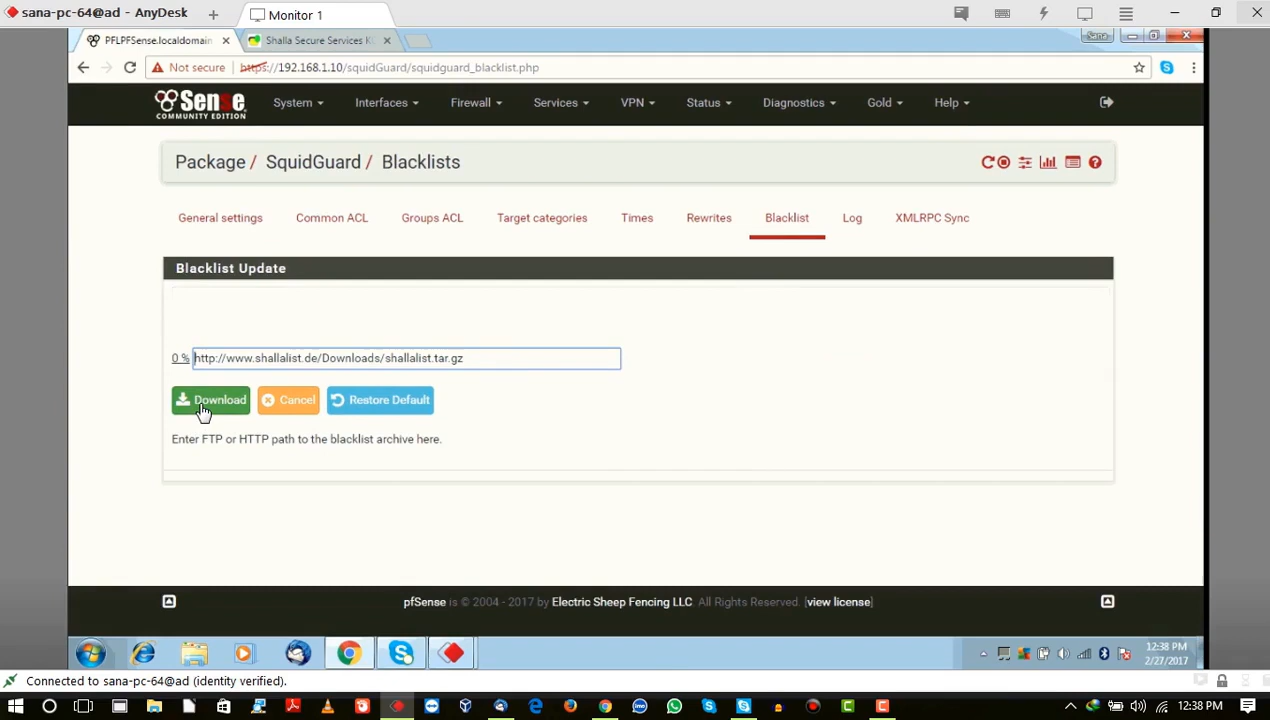 sana-pc-64@ad - AnyDesk
Monitor 1
PFLPFSense.localdomain
Shalla Secure Services K
Sana
Not secure
https://192.168.1.10/squidGuard/squidguard_blacklist.php
Sense
COMMUNITY EDITION
System
Interfaces
Firewall
Services
VPN
Status
Diagnostics
Gold
Help
Package / SquidGuard / Blacklists
General settings
Common ACL
Groups ACL
Target categories
Times
Rewrites
Blacklist
Log
XMLRPC Sync
Blacklist Update
0 %
http://www.shallalist.de/Downloads/shallalist.tar.gz
Download
Cancel
Restore Default
Enter FTP or HTTP path to the blacklist archive here.
pfSense is © 2004 - 2017 by Electric Sheep Fencing LLC. All Rights Reserved. [view license]
12:38 PM
2/27/2017
Connected to sana-pc-64@ad (identity verified).
12:38 PM